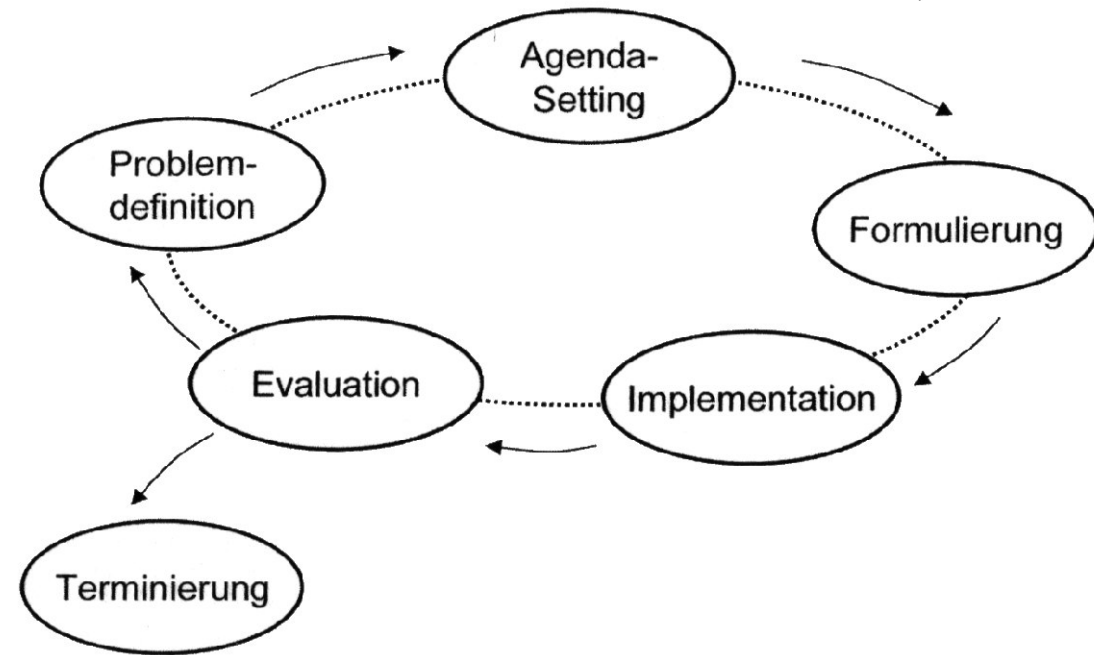 Agenda-
Setting
Problem-
definition
Formulierung
Evaluation
Implementation
Terminierung